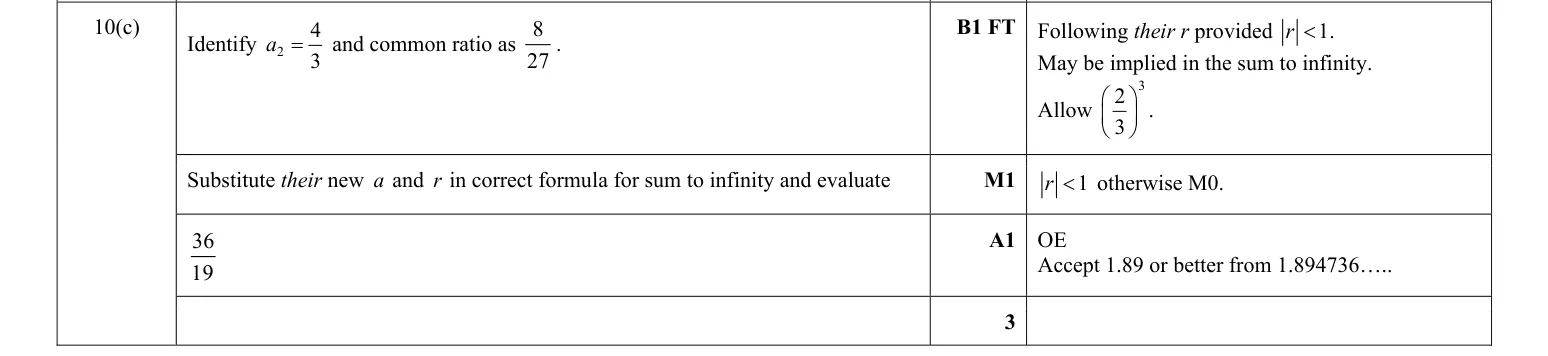 10(c)
Identify a₂ = 4/3 and common ratio as 8/27 .
B1 FT
Following their r provided |r| < 1.
May be implied in the sum to infinity.
Allow (2/3)³ .
Substitute their new a and r in correct formula for sum to infinity and evaluate
M1
|r| < 1 otherwise M0.
36/19
A1
OE
Accept 1.89 or better from 1.894736…..
3